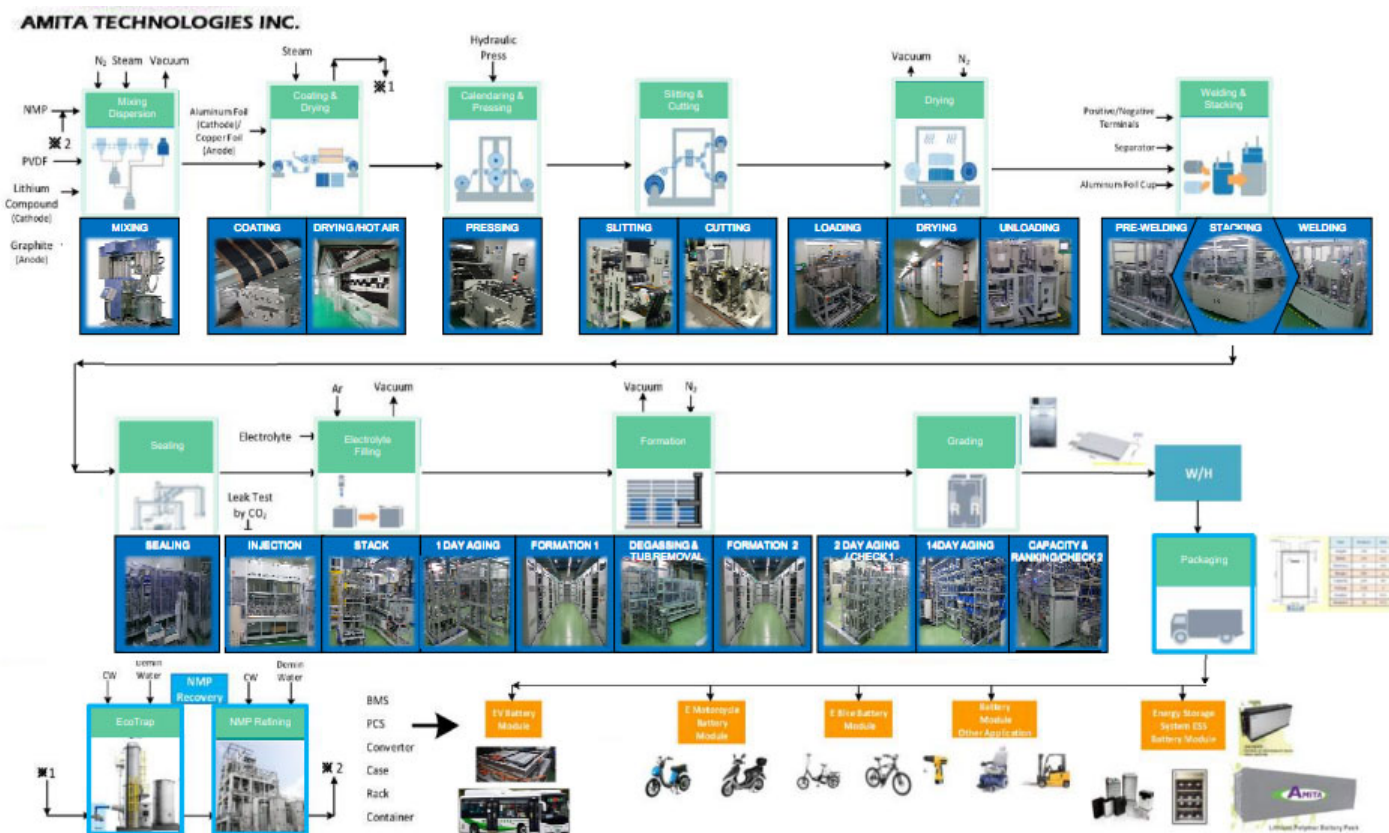 AMITA TECHNOLOGIES INC.
N₂ Steam Vacuum
Mixing
Dispersion
NMP
※2
PVDF
Lithium
Compound
(Cathode)
Graphite
(Anode)
Steam
※1
Coating &
Drying
Aluminum Foil
(Cathode)/
Copper Foil
(Anode)
Hydraulic
Press
Calendaring &
Pressing
Slitting &
Cutting
Vacuum N₂
Drying
Welding &
Stacking
Positive/Negative
Terminals
Separator
Aluminum Foil Cup
MIXING
COATING
DRYING/HOT AIR
PRESSING
SLITTING
CUTTING
LOADING
DRYING
UNLOADING
PRE-WELDING
STACKING
WELDING
Sealing
Leak Test
by CO₂
Ar Vacuum
Electrolyte
Electrolyte
Filling
Vacuum N₂
Formation
Grading
W/H
Packaging
SEALING
INJECTION
STACK
1 DAY AGING
FORMATION 1
DEGASSING &
TUB REMOVAL
FORMATION 2
2 DAY AGING
/CHECK 1
14DAY AGING
CAPACITY &
RANKING/CHECK 2
CW
Demin
Water
NMP
Recovery
CW
Demin
Water
EcoTrap
NMP Refining
※1
※2
BMS
PCS
Convertor
Case
Rack
Container
EV Battery
Module
E Motorcycle
Battery
Module
E Bice Battery
Module
Battery
Module
Other Application
Energy Storage
System ESS
Battery Module
AMITA
Lithium Polymer Battery Pack